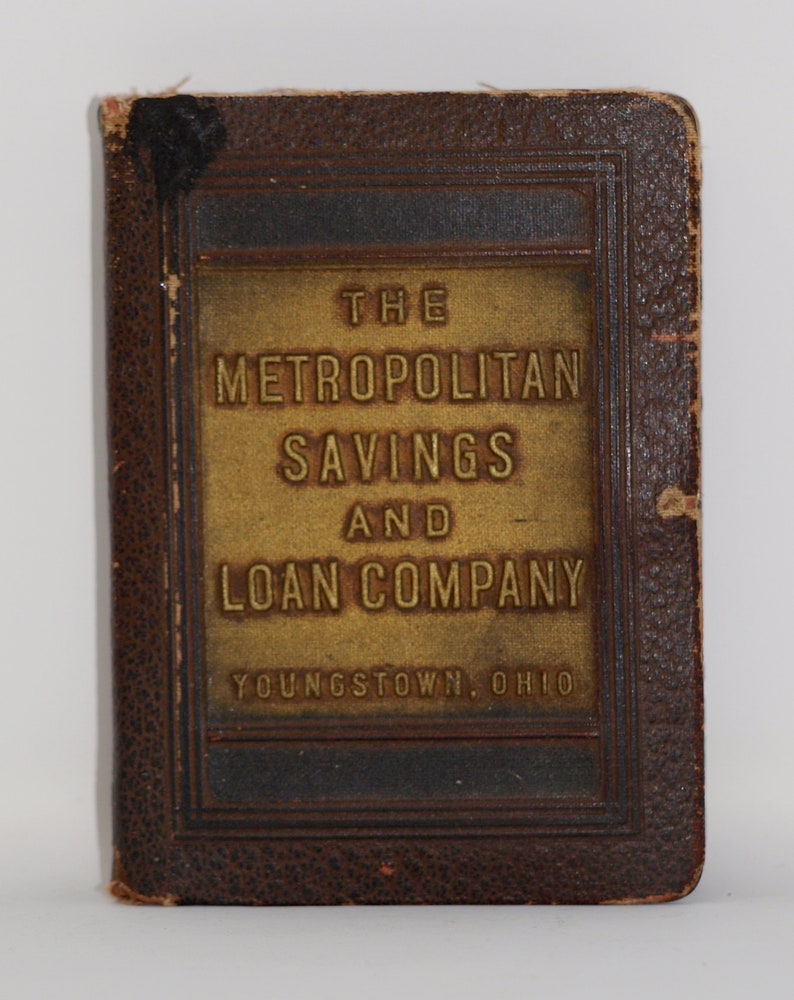 THE
METROPOLITAN
SAVINGS
AND
LOAN COMPANY
YOUNGSTOWN, OHIO